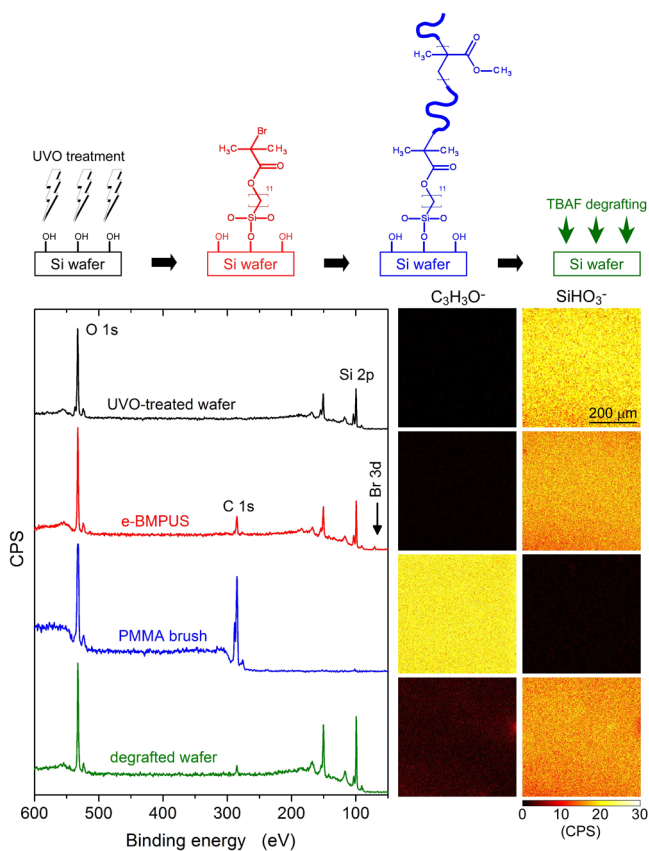 UVO treatment
OH OH OH
Si wafer
Br
H₃C CH₃
O
O
11
O Si O
OH O OH
Si wafer
O
H₃C
O CH₃
H₃C CH₃
O
O
11
O Si O
OH O OH
Si wafer
TBAF degrafting
Si wafer
C₃H₃O⁻ SiHO₃⁻
O 1s
Si 2p
UVO-treated wafer
200 µm
Br 3d
C 1s
e-BMPUS
CPS
PMMA brush
degrafted wafer
600 500 400 300 200 100
Binding energy (eV)
0 10 20 30
(CPS)